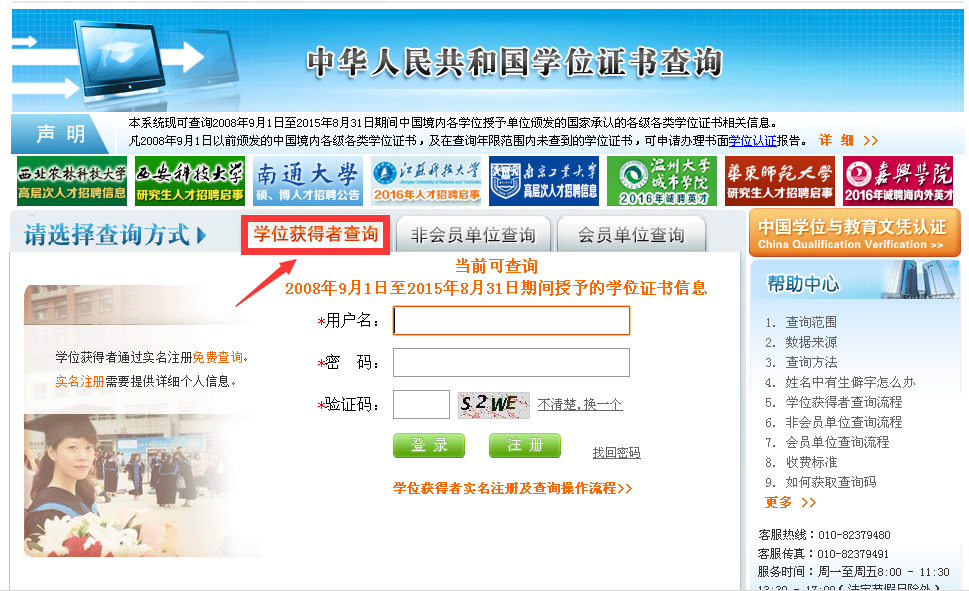 中华人民共和国学位证书查询
声 明
本系统现可查询2008年9月1日至2015年8月31日期间中国境内各学位授予单位颁发的国家承认的各级各类学位证书相关信息。
凡2008年9月1日以前颁发的中国境内各级各类学位证书，及在查询年限范围内未查到的学位证书，可申请办理书面学位认证报告。 详 细 >>
西北农林科技大学
高层次人才招聘信息
西安科技大学
研究生人才招聘启事
南通大學
硕、博人才招聘公告
江苏科技大学
2016年人才招聘启事
南京工业大学
高层次人才招聘信息
温州大学
城市学院
2016年诚聘英才
華東師範大學
研究生人才招聘启事
嘉興學院
2016年诚聘海内外英才
请选择查询方式
学位获得者查询
非会员单位查询
会员单位查询
中国学位与教育文凭认证
China Qualification Verification >>
当前可查询
2008年9月1日至2015年8月31日期间授予的学位证书信息
学位获得者通过实名注册免费查询。
实名注册需要提供详细个人信息。
*用户名：
*密 码：
*验证码：
S2WE
不清楚,换一个
登 录
注 册
找回密码
学位获得者实名注册及查询操作流程>>
帮助中心
1. 查询范围
2. 数据来源
3. 查询方法
4. 姓名中有生僻字怎么办
5. 学位获得者查询流程
6. 非会员单位查询流程
7. 会员单位查询流程
8. 收费标准
9. 如何获取查询码
更多 >>
客服热线：010-82379480
客服传真：010-82379491
服务时间：周一至周五8:00 - 11:30
13:30 - 17:00(法定节假日除外)